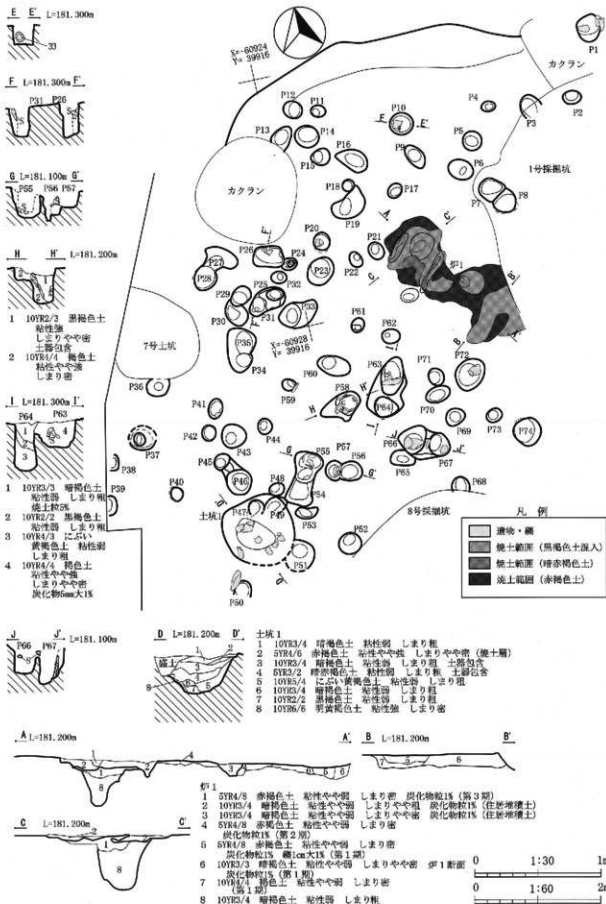 E E' L=181.300m
33
F L=181.300m F'
P31 P26
S
G L=181.100m G'
P55 P56 P57
H H' L=181.200m
1 10YR2/3 黒褐色土
粘性強
しまりやや密
土器包含
2 10YR4/4 褐色土
粘性やや強
しまり密
I L=181.300m I'
P64 P63
1 10YR3/3 暗褐色土
粘性弱 しまり粗
焼土粒5%
2 10YR2/2 黒褐色土
粘性弱 しまり粗
3 10YR4/3 にぶい
黄褐色土 粘性弱
しまり粗
4 10YR4/4 褐色土
粘性やや強
しまりやや密
炭化物5mm大1%
J J' L=181.100m
P66 P67
X=-60924
Y= 39916
カクラン
P1
P12
P11
P10
E E'
P4
P3
P2
P13
P14
P15
P16
P9
P5
P6
1号採掘坑
カクラン
P18
P19
P17
P7
P8
P20
P21
P22
炉1
A
C'
C
B'
A'
B
P26
P24
P27
P28
P23
P32
P25
P29
P30
P31
P33
X=-60928
Y= 39916
P61
P62
P35
P34
7号土坑
P36
P60
P63
P71
P72
P59
P58
P64
P70
P41
P42
P43
P44
P69
P73
P74
P37
P38
P39
P40
P45
P46
P55
P57
P56
P66
P67
P65
P68
P48
P54
P47
P49
P53
土坑1
P52
P51
P50
8号採掘坑
凡 例
遺物・礫
焼土範囲(黒褐色土混入)
焼土範囲(暗赤褐色土)
焼土範囲(赤褐色土)
D L=181.200m D'
盛土
土坑1
1 10YR3/4 暗褐色土 粘性弱 しまり粗
2 5YR4/6 赤褐色土 粘性やや強 しまりやや密(焼土層)
3 10YR3/4 暗褐色土 粘性弱 しまり粗 土器包含
4 5YR3/2 暗赤褐色土 粘性弱 しまり粗 土器包含
5 10YR5/4 にぶい黄褐色土 粘性弱 しまり粗
6 10YR3/4 暗褐色土 粘性弱 しまり粗
7 10YR2/2 黒褐色土 粘性弱 しまり粗
8 10YR6/6 明黄褐色土 粘性強 しまり密
A L=181.200m A'
B L=181.200m B'
C L=181.200m C'
炉1
1 5YR4/8 赤褐色土 粘性やや弱 しまり密 炭化物粒1%(第3期)
2 10YR3/4 暗褐色土 粘性やや弱 しまりやや粗 炭化物粒1%(住居堆積土)
3 10YR3/4 暗褐色土 粘性やや弱 しまりやや密 炭化物粒1%(住居堆積土)
4 5YR4/8 赤褐色土 粘性やや弱 しまり密
炭化物粒1%(第2期)
5 5YR4/8 赤褐色土 粘性やや弱 しまり密
炭化物粒1% 礫1cm大1%(第1期)
6 10YR3/3 暗褐色土 粘性やや弱 しまりやや密 炉1断面
炭化物粒1%(第1期)
7 10YR4/4 褐色土 粘性やや弱 しまり密
(第1期)
8 10YR3/4 暗褐色土 粘性弱 しまり粗
0 1:30 1m
0 1:60 2m